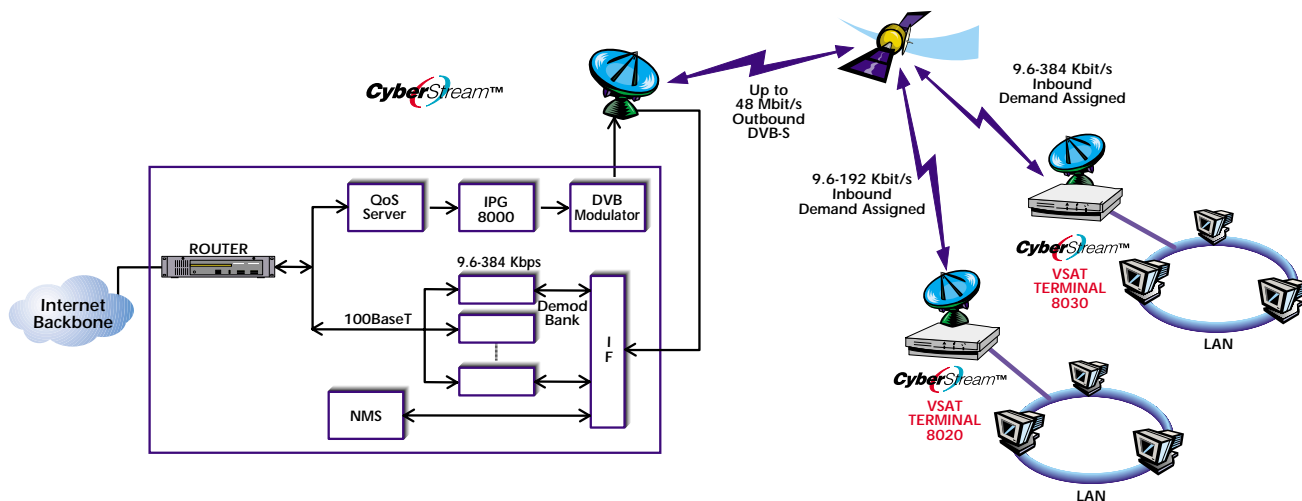 CyberStream™
Up to
48 Mbit/s
Outbound
DVB-S
9.6-384 Kbit/s
Inbound
Demand Assigned
9.6-192 Kbit/s
Inbound
Demand Assigned
QoS
Server
IPG
8000
DVB
Modulator
ROUTER
Internet
Backbone
9.6-384 Kbps
Demod
Bank
100BaseT
I
F
NMS
CyberStream™
VSAT
TERMINAL
8030
LAN
CyberStream™
VSAT
TERMINAL
8020
LAN